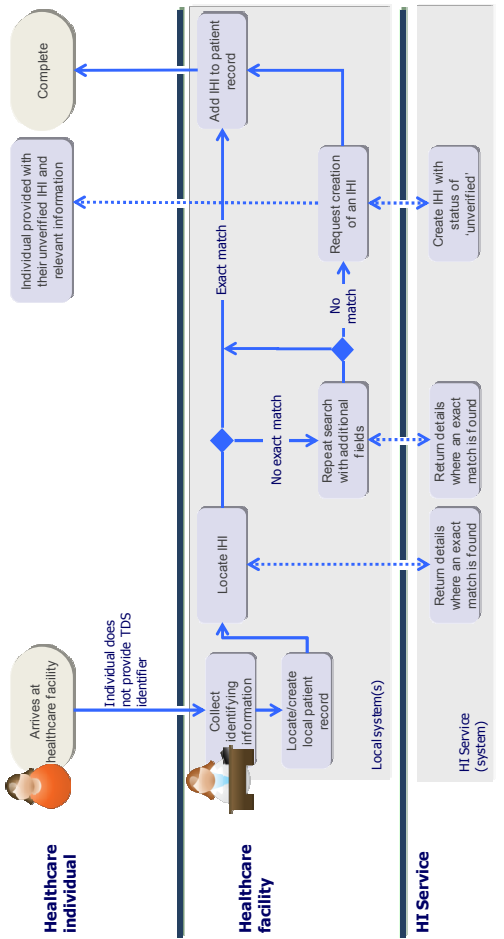 Healthcare
individual
Arrives at
healthcare facility
Individual does
not provide TDS
identifier
Individual provided with
their unverified IHI and
relevant information
Complete
Healthcare
facility
Collect
identifying
information
Locate/create
local patient
record
Locate IHI
No exact match
Exact match
Repeat search
with additional
fields
No
match
Request creation
of an IHI
Add IHI to patient
record
Local system(s)
HI Service
HI Service
(system)
Return details
where an exact
match is found
Return details
where an exact
match is found
Create IHI with
status of
'unverified'